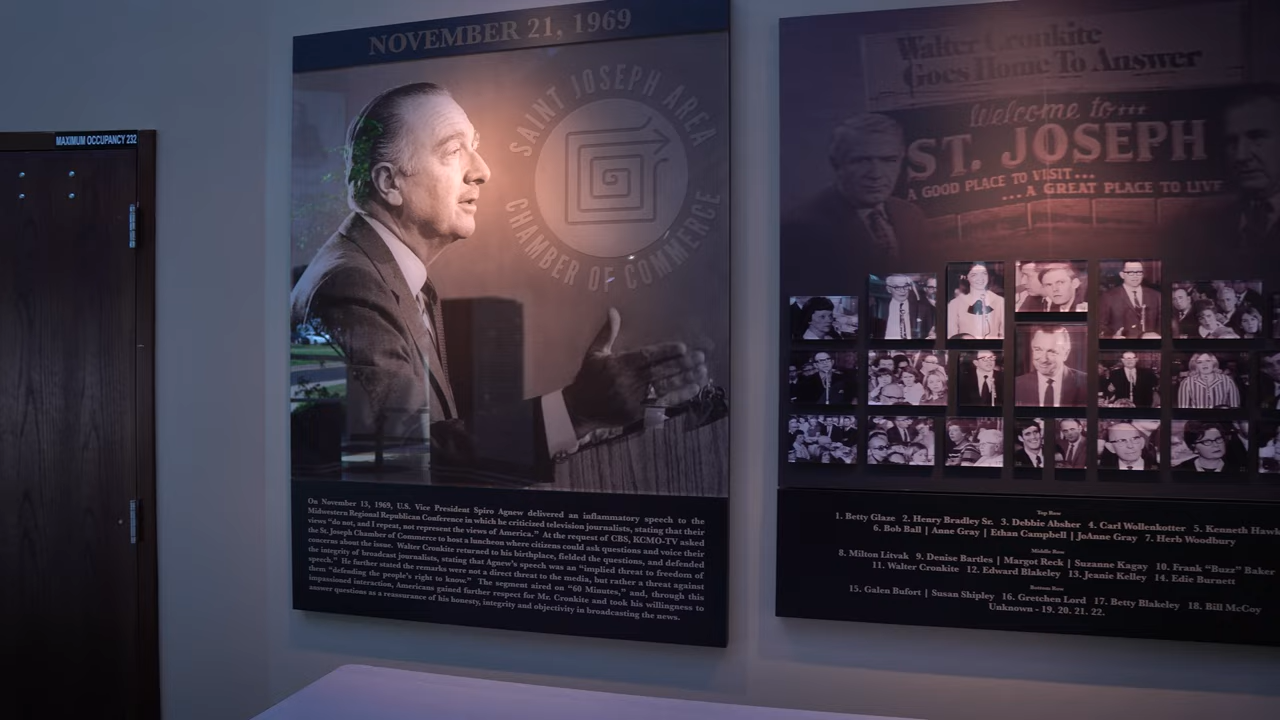 MAXIMUM OCCUPANCY 232
NOVEMBER 21, 1969
SAINT JOSEPH AREA
CHAMBER OF COMMERCE
On November 13, 1969, U.S. Vice President Spiro Agnew delivered an inflammatory speech to the
Midwestern Regional Republican Conference in which he criticized television journalists, stating that their
views "do not, and I repeat, not represent the views of America." At the request of CBS, KCMO-TV asked
the St. Joseph Chamber of Commerce to host a luncheon where citizens could ask questions and voice their
concerns about the issue. Walter Cronkite returned to his birthplace, fielded the questions, and defended
the integrity of broadcast journalists, stating that Agnew's speech was an "implied threat to freedom of
speech." He further stated the remarks were not a direct threat to the media, but rather a threat against
them "defending the people's right to know." The segment aired on "60 Minutes," and, through this
impassioned interaction, Americans gained further respect for Mr. Cronkite and took his willingness to
answer questions as a reassurance of his honesty, integrity and objectivity in broadcasting the news.
Walter Cronkite
Goes Home To Answer
Welcome to...
ST. JOSEPH
A GOOD PLACE TO VISIT...
...A GREAT PLACE TO LIVE
Top Row
1. Betty Glaze 2. Henry Bradley Sr. 3. Debbie Absher 4. Carl Wollenkotter 5. Kenneth Hawk
6. Bob Ball | Anne Gray | Ethan Campbell | JoAnne Gray 7. Herb Woodbury
Middle Row
8. Milton Litvak 9. Denise Bartles | Margot Reck | Suzanne Kagay 10. Frank "Buzz" Baker
11. Walter Cronkite 12. Edward Blakeley 13. Jeanie Kelley 14. Edie Burnett
Bottom Row
15. Galen Bufort | Susan Shipley 16. Gretchen Lord 17. Betty Blakeley 18. Bill McCoy
Unknown - 19. 20. 21. 22.